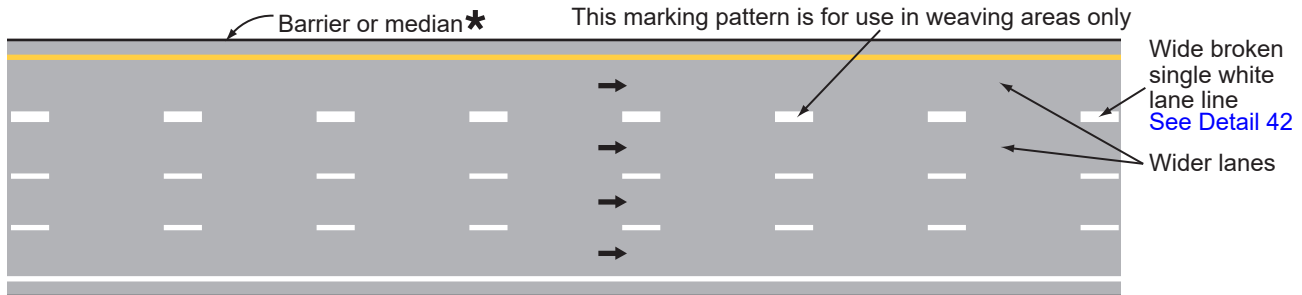 Barrier or median*
This marking pattern is for use in weaving areas only
Wide broken
single white
lane line
See Detail 42
Wider lanes